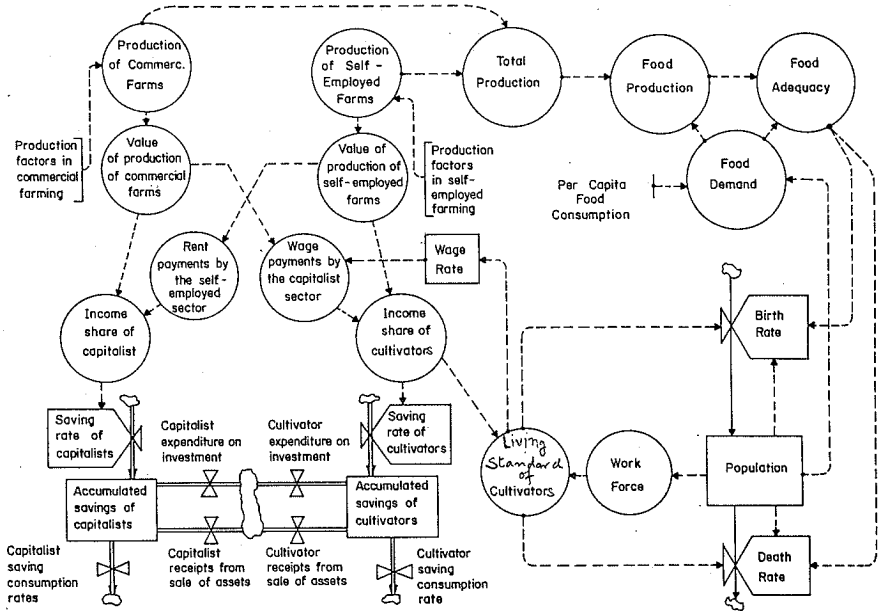 Production
of Commerc.
Farms
Production
of Self -
Employed
Farms
Total
Production
Food
Production
Food
Adequacy
Production
factors in
commercial
farming
Value
of production
of commercial
farms
Value
of production of
self-employed
farms
Production
factors
in self-
employed
farming
Per Capita
Food
Consumption
Food
Demand
Rent
payments by
the self-
employed
sector
Wage
payments by
the capitalist
sector
Wage
Rate
Income
share of
capitalist
Income
share of
cultivators
Birth
Rate
Saving
rate of
capitalists
Capitalist
expenditure on
investment
Cultivator
expenditure on
investment
Saving
rate of
cultivators
Living
Standard
of
Cultivators
Work
Force
Population
Accumulated
savings of
capitalists
Accumulated
savings of
cultivators
Capitalist
saving
consumption
rates
Capitalist
receipts from
sale of assets
Cultivator
receipts from
sale of assets
Cultivator
saving
consumption
rate
Death
Rate